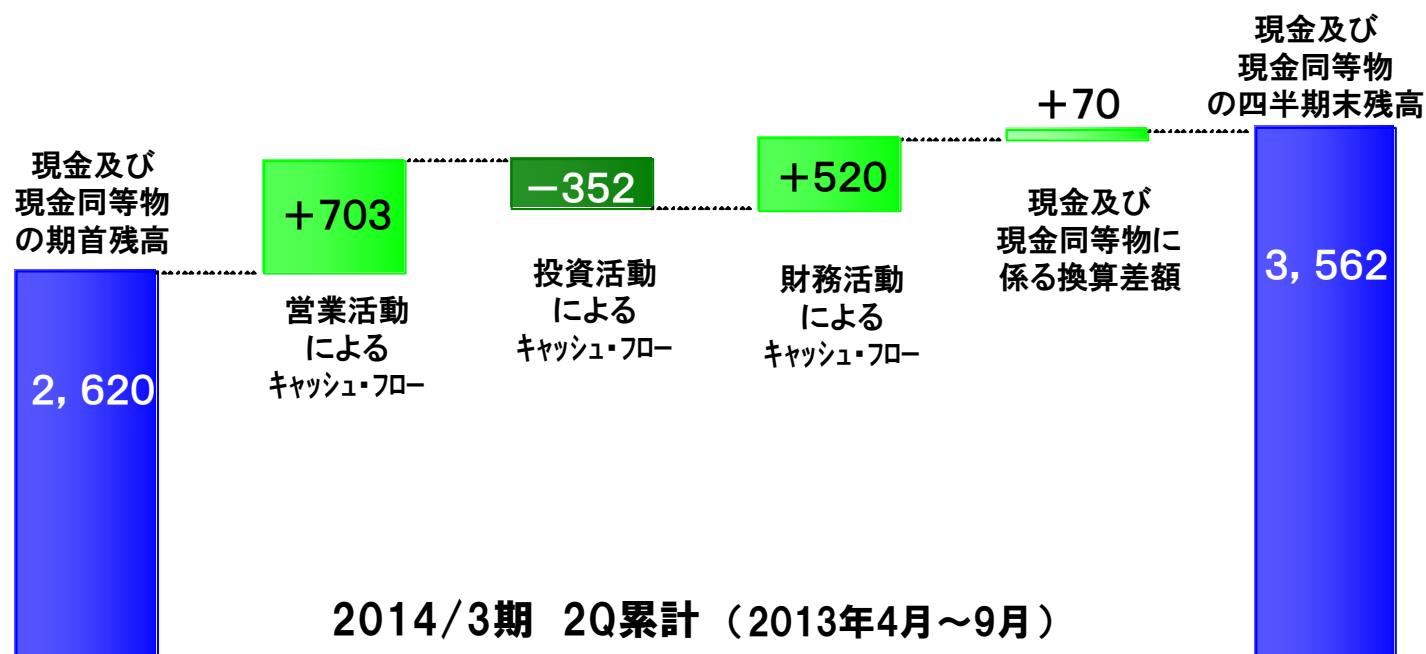 現金及び
現金同等物
の期首残高
2,620
+703
営業活動
による
キャッシュ・フロー
−352
投資活動
による
キャッシュ・フロー
+520
財務活動
による
キャッシュ・フロー
+70
現金及び
現金同等物に
係る換算差額
現金及び
現金同等物
の四半期末残高
3,562
2014/3期 2Q累計 (2013年4月~9月)